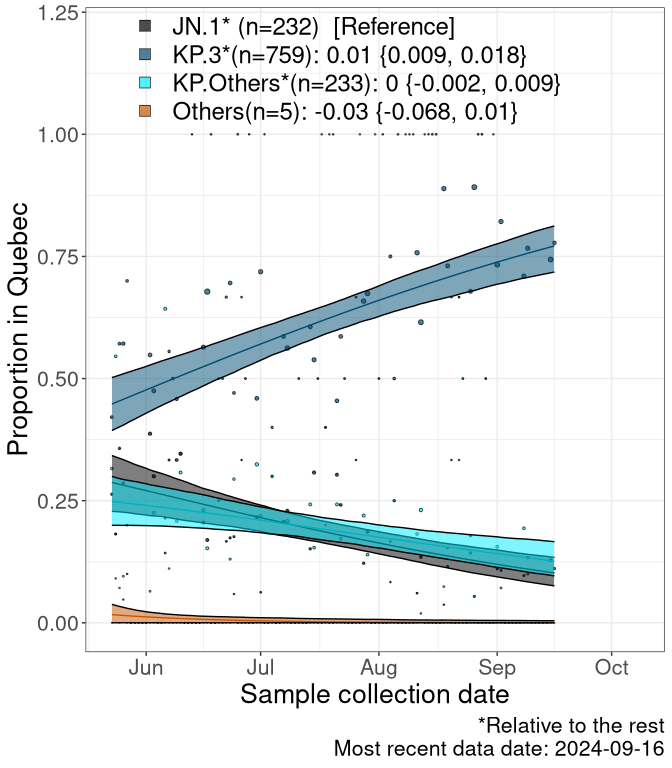 1.25
JN.1* (n=232) [Reference]
KP.3*(n=759): 0.01 {0.009, 0.018}
KP.Others*(n=233): 0 {-0.002, 0.009}
Others(n=5): -0.03 {-0.068, 0.01}
1.00
0.75
0.50
0.25
0.00
Proportion in Quebec
Jun Jul Aug Sep Oct
Sample collection date
*Relative to the rest
Most recent data date: 2024-09-16